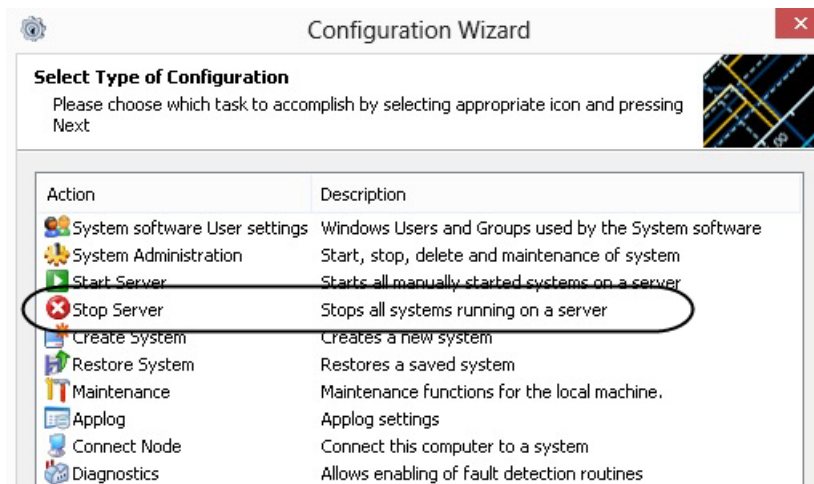 Configuration Wizard
Select Type of Configuration
Please choose which task to accomplish by selecting appropriate icon and pressing
Next
Action Description
System software User settings Windows Users and Groups used by the System software
System Administration Start, stop, delete and maintenance of system
Start Server Starts all manually started systems on a server
Stop Server Stops all systems running on a server
Create System Creates a new system
Restore System Restores a saved system
Maintenance Maintenance functions for the local machine.
Applog Applog settings
Connect Node Connect this computer to a system
Diagnostics Allows enabling of fault detection routines